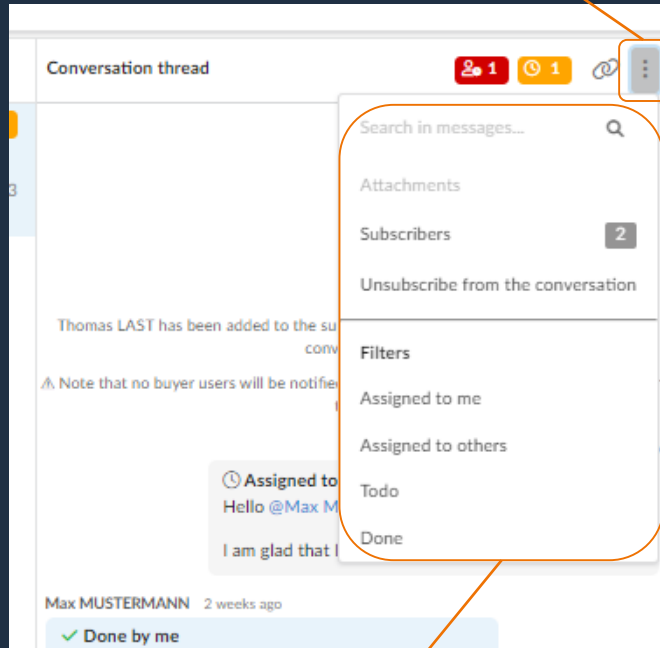 Conversation thread
1
1
3
Search in messages...
Attachments
Subscribers
2
Unsubscribe from the conversation
Filters
Assigned to me
Assigned to others
Todo
Done
Thomas LAST has been added to the su
conv
⚠ Note that no buyer users will be notifie
Assigned to
Hello @Max M
I am glad that I
Max MUSTERMANN 2 weeks ago
✓ Done by me